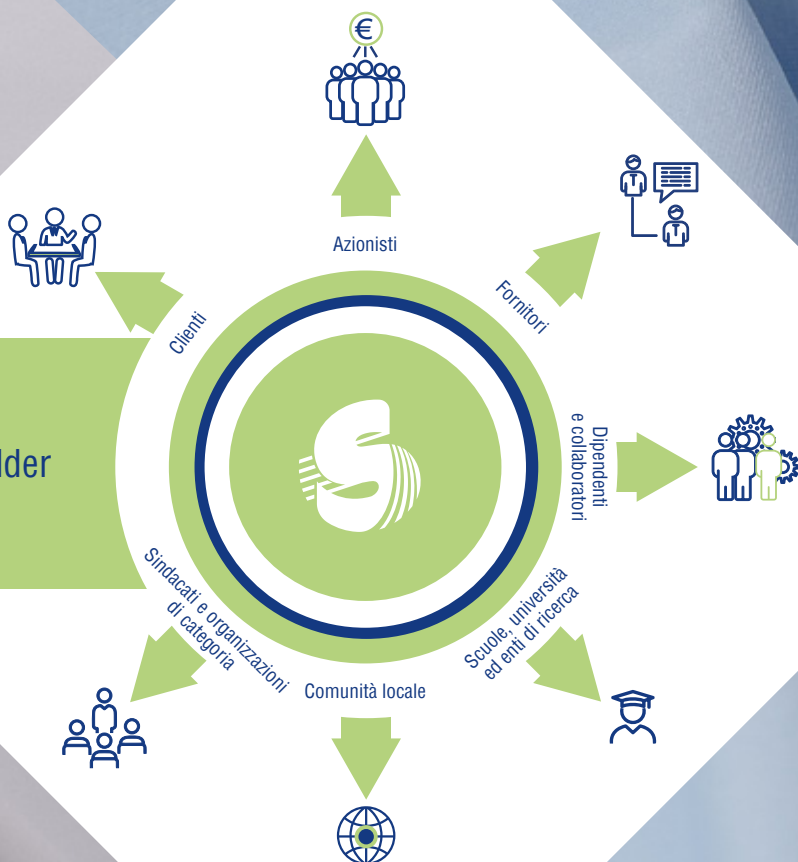 €
Azionisti
Fornitori
Clienti
Dipendenti
e collaboratori
lder
Sindacati e organizzazioni
di categoria
Scuole, università
ed enti di ricerca
Comunità locale